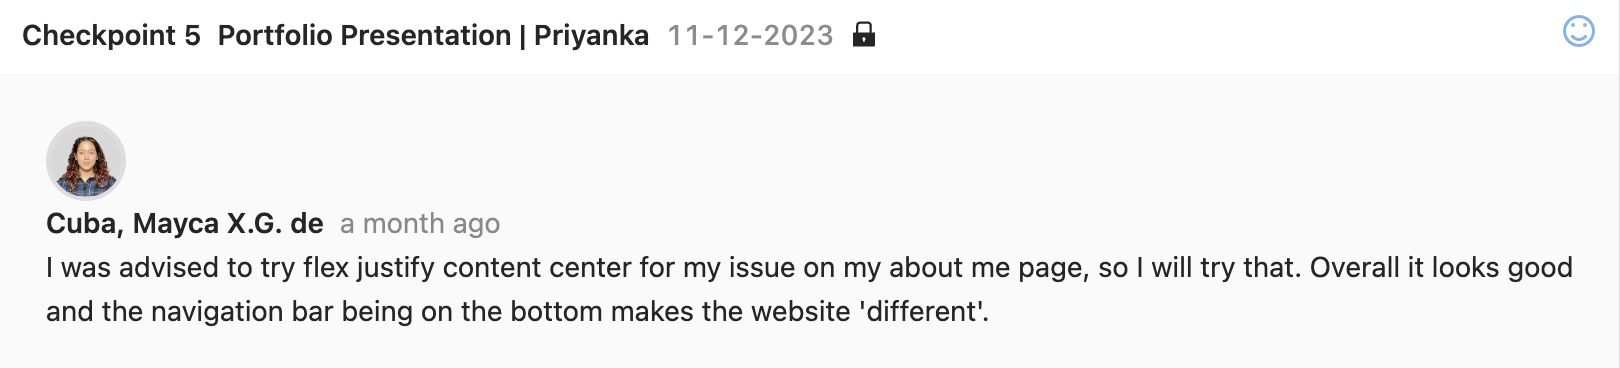 Checkpoint 5 Portfolio Presentation | Priyanka 11-12-2023
Cuba, Mayca X.G. de a month ago
I was advised to try flex justify content center for my issue on my about me page, so I will try that. Overall it looks good
and the navigation bar being on the bottom makes the website 'different'.